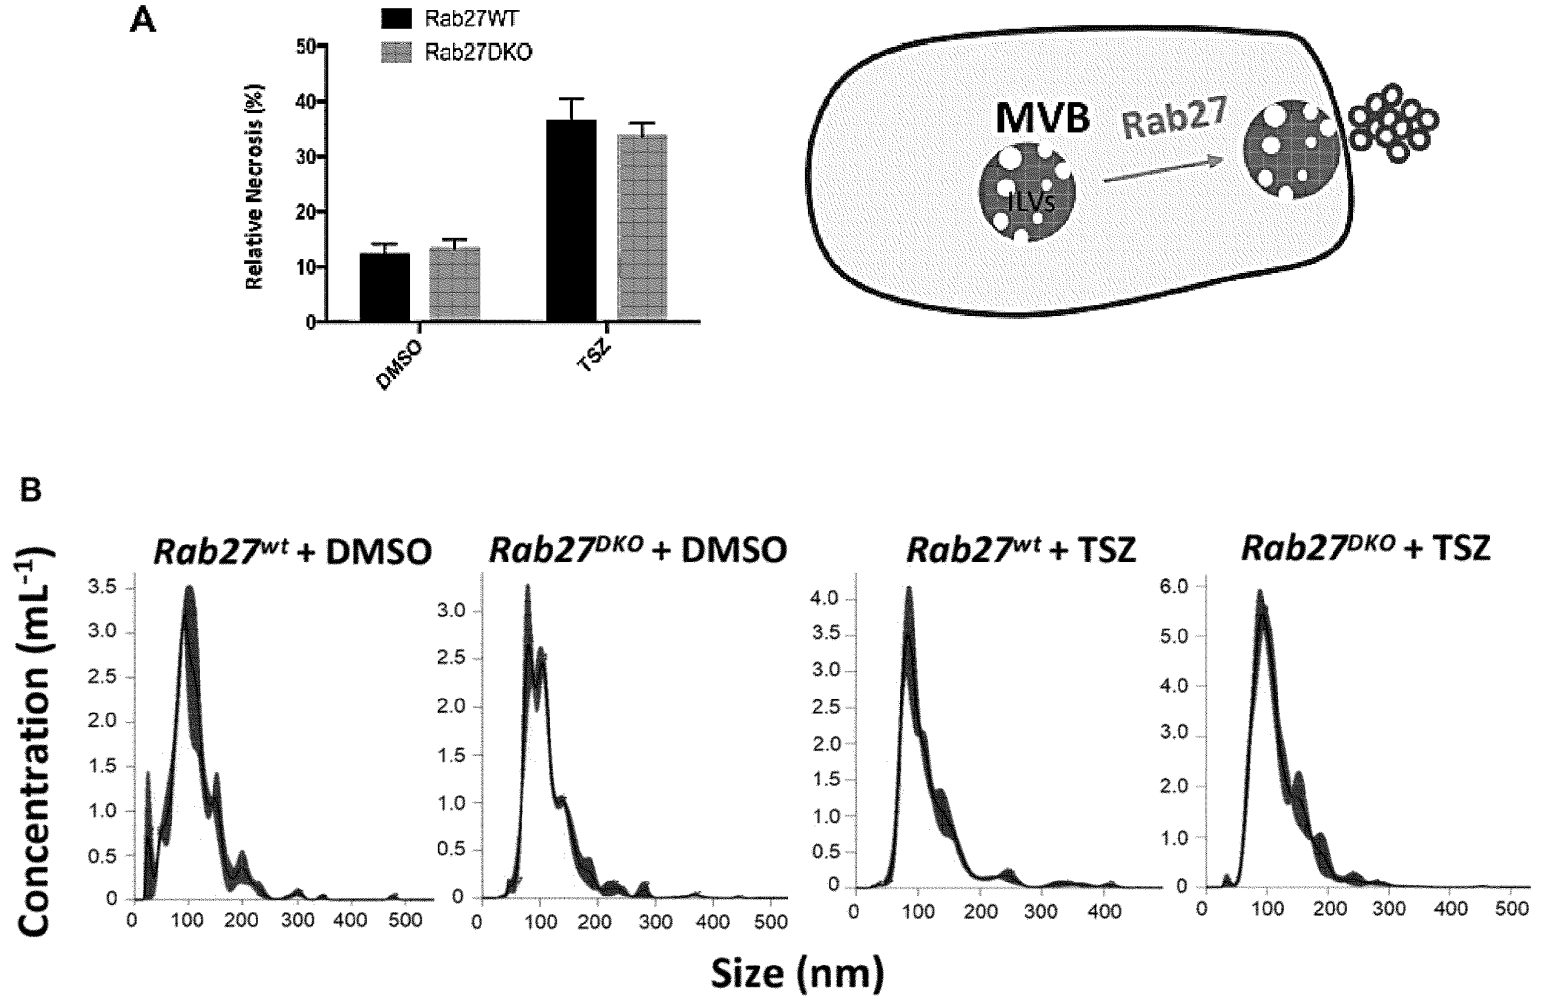 A
Rab27WT
Rab27DKO
Relative Necrosis (%)
50
40
30
20
10
0
DMSO
TSZ
MVB
Rab27
ILVs
B
Concentration (mL⁻¹)
Rab27ʷᵗ + DMSO
3.5
3.0
2.5
2.0
1.5
1.0
0.5
0
0 100 200 300 400 500
Rab27ᴰᴷᴼ + DMSO
3.0
2.5
2.0
1.5
1.0
0.5
0
0 100 200 300 400 500
Rab27ʷᵗ + TSZ
4.0
3.5
3.0
2.5
2.0
1.5
1.0
0.5
0
0 100 200 300 400
Rab27ᴰᴷᴼ + TSZ
6.0
5.0
4.0
3.0
2.0
1.0
0
0 100 200 300 400 500
Size (nm)